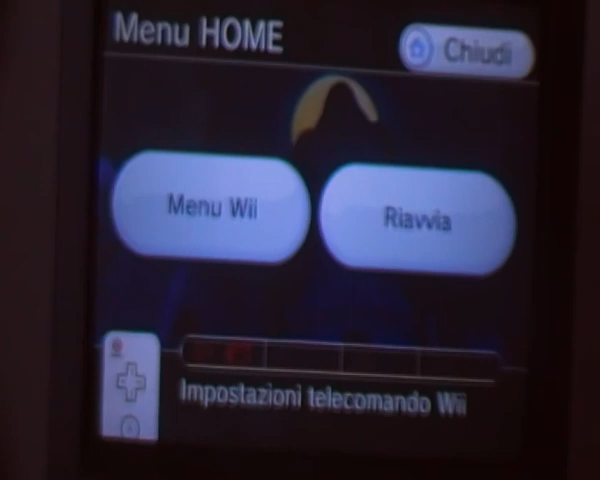 Menu HOME
Chiudi
Menu Wii
Riavvia
Impostazioni telecomando Wii